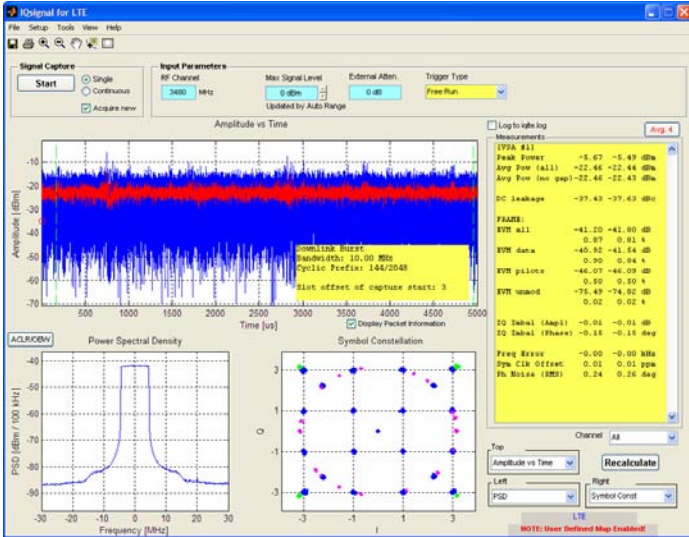 IQsignal for LTE
File Setup Tools View Help
Signal Capture
Start
Single
Continuous
Acquire new
Input Parameters
RF Channel
3480 MHz
Max Signal Level
0 dBm
Updated by Auto Range
External Atten.
0 dB
Trigger Type
Free Run
Amplitude vs Time
Amplitude [dBm]
-10
-20
-30
-40
-50
-60
-70
500 1000 1500 2000 2500 3000 3500 4000 4500 5000
Time [us]
Downlink Burst
Bandwidth: 10.00 MHz
Cyclic Prefix: 144/2048
Slot offset of capture start: 3
Display Packet Information
Log to iqlte.log
Avg. 4
Measurements
[VSA #1]
Peak Power -5.67 -5.49 dBm
Avg Pow (all) -22.46 -22.44 dBm
Avg Pow (no gap) -22.46 -22.43 dBm
DC leakage -37.43 -37.63 dBc
FRAME:
EVM all -41.20 -41.80 dB
0.87 0.81 %
EVM data -40.92 -41.54 dB
0.90 0.84 %
EVM pilots -46.07 -46.09 dB
0.50 0.50 %
EVM unmod -75.49 -74.82 dB
0.02 0.02 %
IQ Imbal (Ampl) -0.01 -0.01 dB
IQ Imbal (Phase) -0.15 -0.15 deg
Freq Error -0.00 -0.00 kHz
Sym Clk Offset 0.01 0.01 ppm
Ph Noise (RMS) 0.24 0.26 deg
ACLR/OBW
Power Spectral Density
PSD [dBm / 100 kHz]
-40
-50
-60
-70
-80
-90
-30 -20 -10 0 10 20 30
Frequency [MHz]
Symbol Constellation
Q
3
1
-1
-3
-3 -1 1 3
I
Channel All
Top
Amplitude vs Time
Recalculate
Left
PSD
Right
Symbol Const
LTE
NOTE: User Defined Map Enabled!